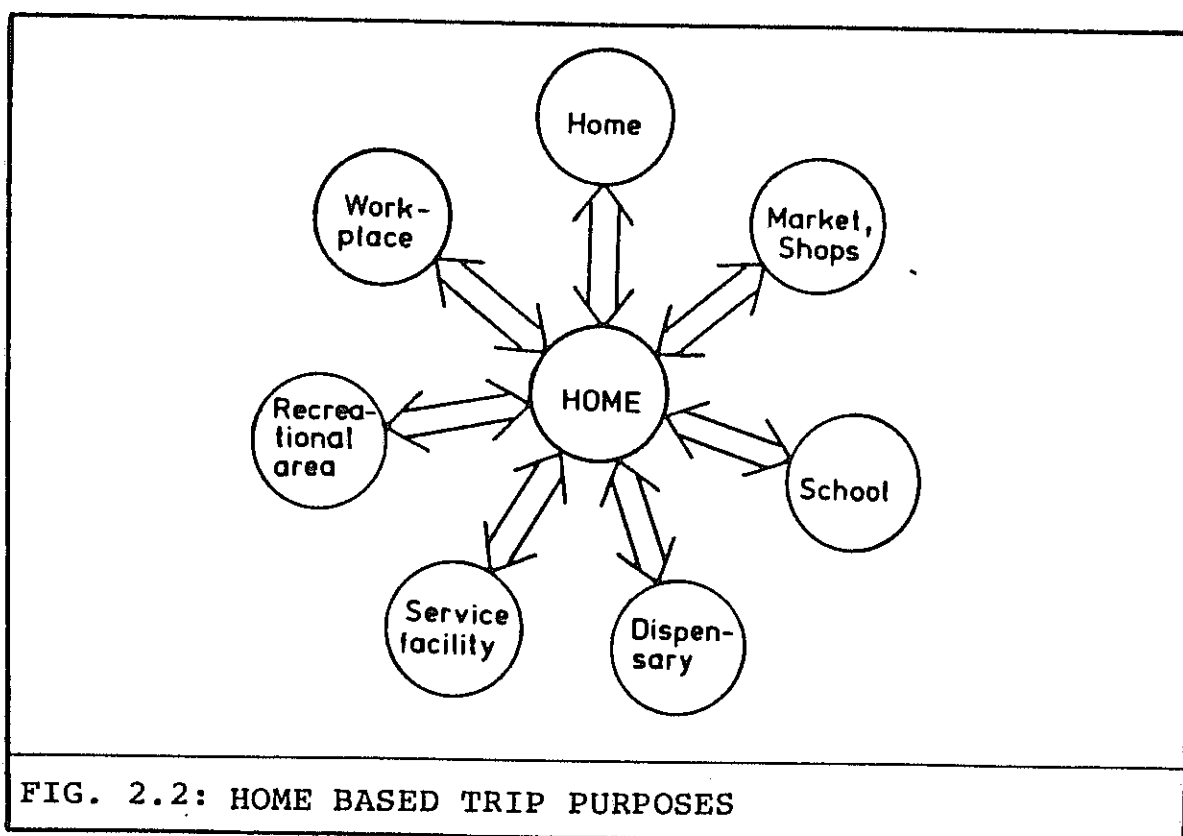 Home
Work-
place
Market,
Shops
HOME
Recrea-
tional
area
School
Service
facility
Dispen-
sary
FIG. 2.2: HOME BASED TRIP PURPOSES